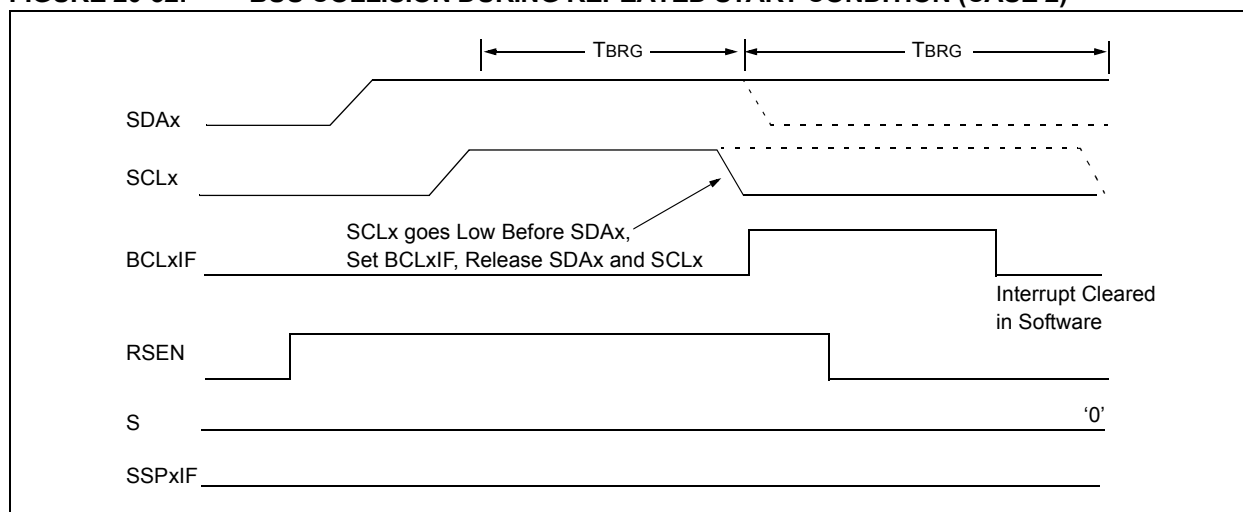 TBRG TBRG
SDAx
SCLx
SCLx goes Low Before SDAx,
Set BCLxIF, Release SDAx and SCLx
BCLxIF
Interrupt Cleared
in Software
RSEN
S ‘0’
SSPxIF